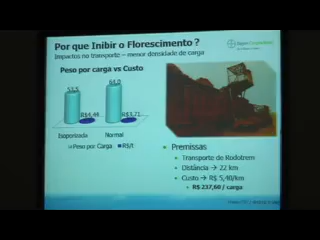 Por que Inibir o Florescimento ?
Impactos no transporte – menor densidade de carga
Peso por carga vs Custo
53,5
64,0
R$4,44
R$3,71
Isoporizada
Normal
Peso por Carga
R$/t
Premissas
Transporte de Rodotrem
Distância → 22 km
Custo → R$ 5,40/km
R$ 237,60 / carga